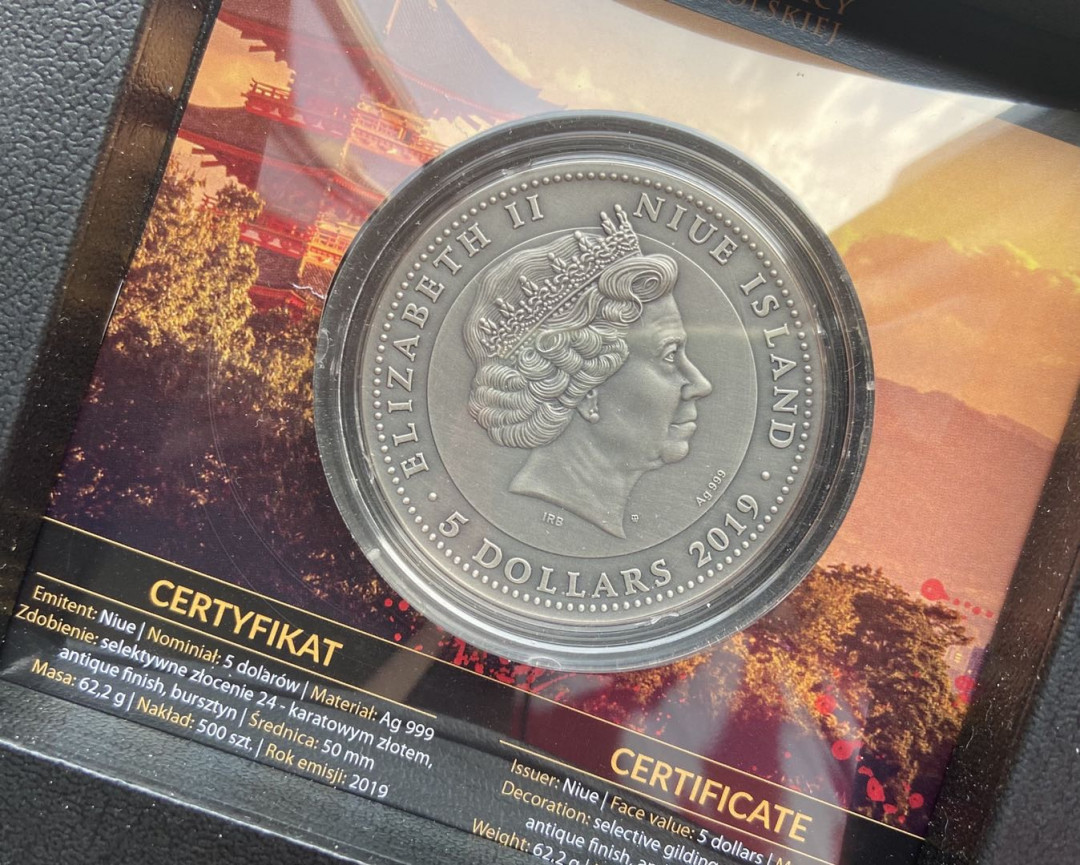 OLSKIEJ
ELIZABETH II
NIUE ISLAND
5 DOLLARS 2019
Ag 999
IRB
CERTYFIKAT
Emitent: Niue | Nominiał: 5 dolarów | Materiał: Ag 999
Zdobienie: selektywne złocenie 24 - karatowym złotem,
antique finish, bursztyn | Średnica: 50 mm
Masa: 62,2 g | Nakład: 500 szt. | Rok emisji: 2019
CERTIFICATE
Issuer: Niue | Face value: 5 dollars |
Decoration: selective gilding
antique finish,
Weight: 62,2 g |